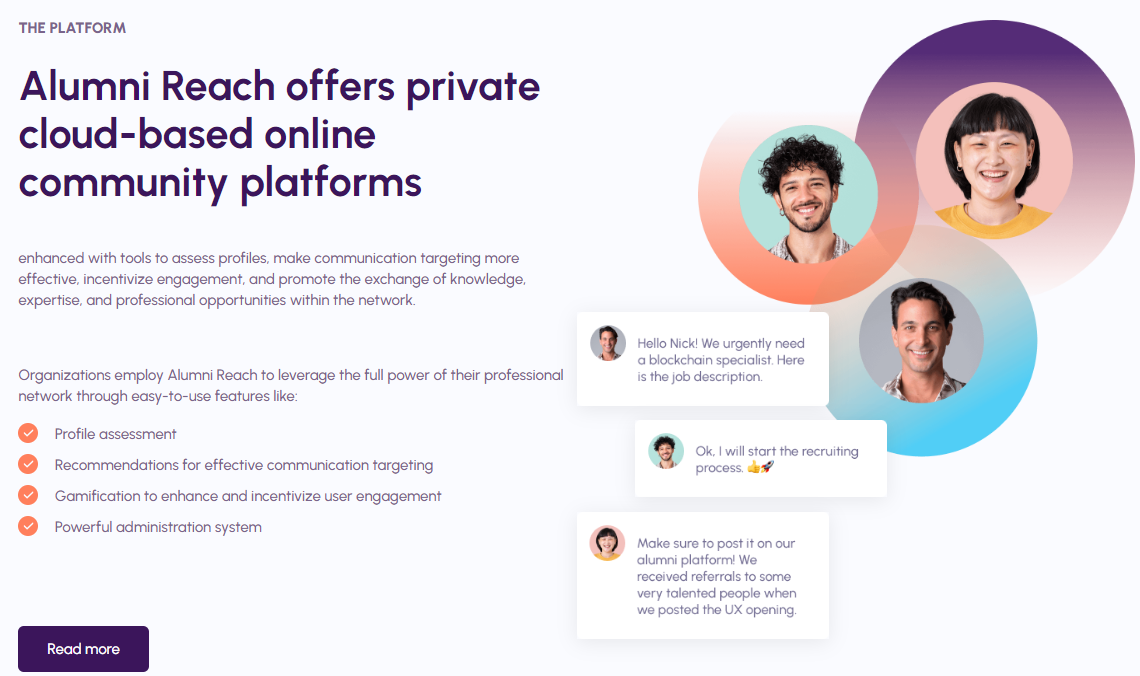 THE PLATFORM
Alumni Reach offers private
cloud-based online
community platforms
enhanced with tools to assess profiles, make communication targeting more
effective, incentivize engagement, and promote the exchange of knowledge,
expertise, and professional opportunities within the network.
Organizations employ Alumni Reach to leverage the full power of their professional
network through easy-to-use features like:
Profile assessment
Recommendations for effective communication targeting
Gamification to enhance and incentivize user engagement
Powerful administration system
Read more
Hello Nick! We urgently need
a blockchain specialist. Here
is the job description.
Ok, I will start the recruiting
process. 👍🚀
Make sure to post it on our
alumni platform! We
received referrals to some
very talented people when
we posted the UX opening.